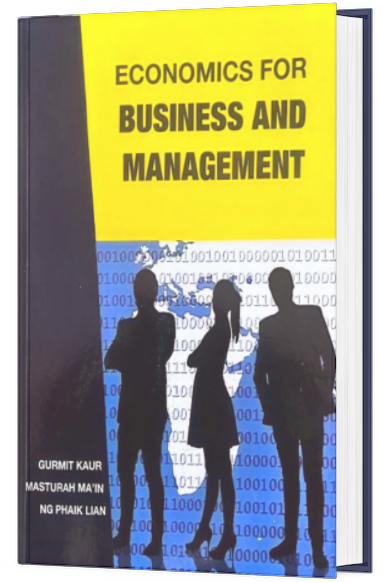 ECONOMICS FOR
BUSINESS AND
MANAGEMENT
GURMIT KAUR
MASTURAH MA'IN
NG PHAIK LIAN